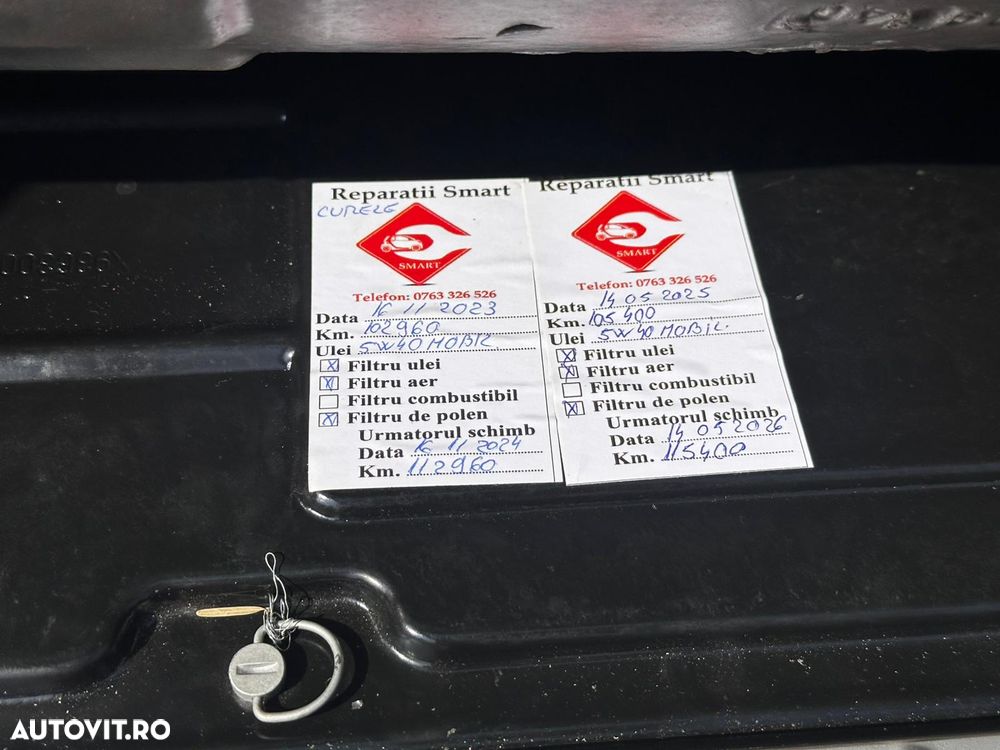 Reparatii Smart
CURELE
SMART
Telefon: 0763 326 526
Data 16 11 2023
Km. 102960
Ulei 5W40 MOBIL
X Filtru ulei
X Filtru aer
Filtru combustibil
X Filtru de polen
Urmatorul schimb
Data 16 11 2024
Km. 112960
Reparatii Smart
SMART
Telefon: 0763 326 526
Data 14 05 2025
Km. 105400
Ulei 5W40 MOBIL
X Filtru ulei
X Filtru aer
Filtru combustibil
X Filtru de polen
Urmatorul schimb
Data 14 05 2026
Km. 115400
AUTOVIT.RO